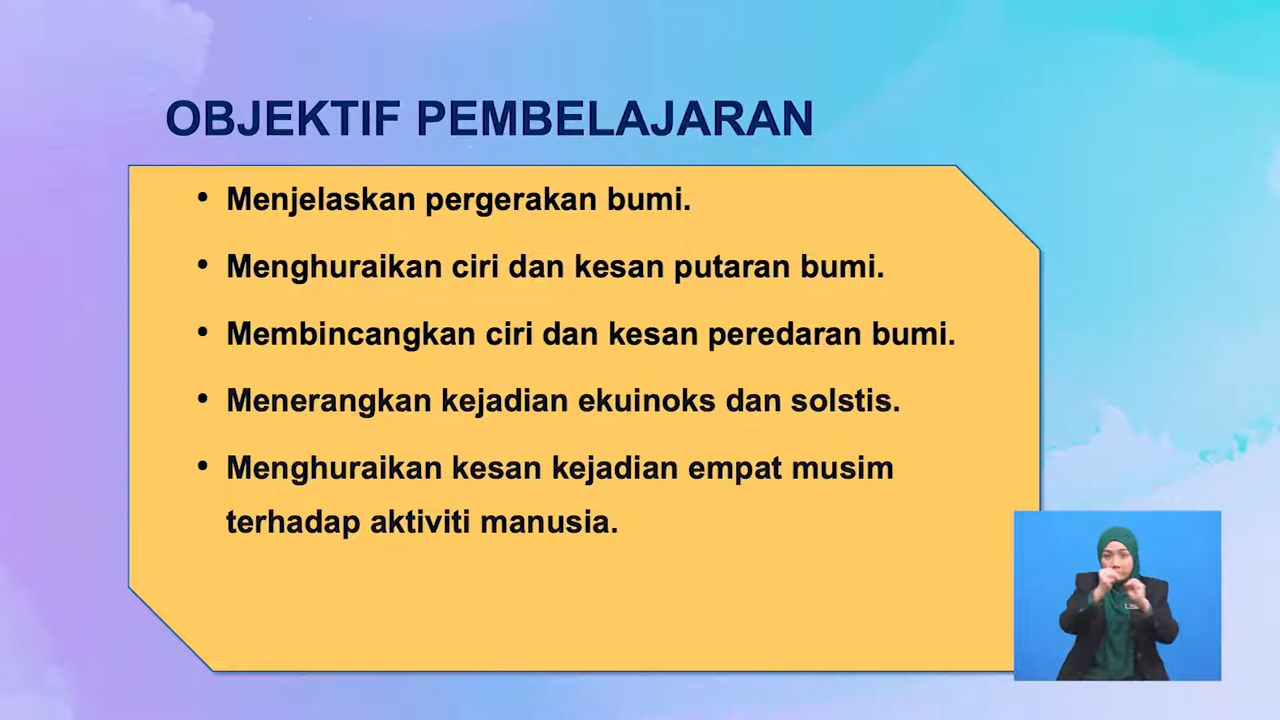 OBJEKTIF PEMBELAJARAN
• Menjelaskan pergerakan bumi.
• Menghuraikan ciri dan kesan putaran bumi.
• Membincangkan ciri dan kesan peredaran bumi.
• Menerangkan kejadian ekuinoks dan solstis.
• Menghuraikan kesan kejadian empat musim
terhadap aktiviti manusia.